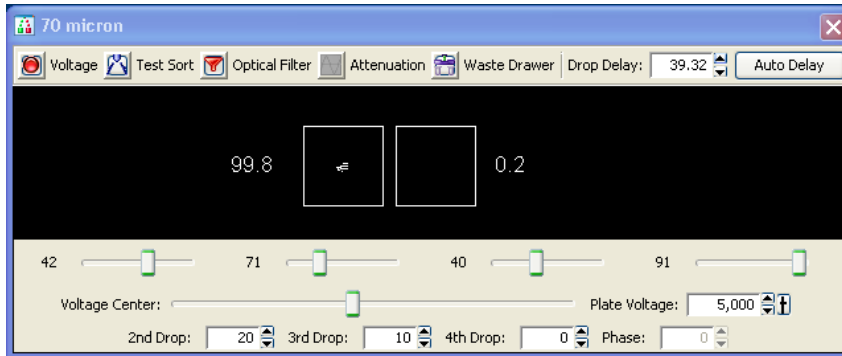 70 micron
Voltage Test Sort Optical Filter Attenuation Waste Drawer Drop Delay: 39.32 Auto Delay
99.8 0.2
42 71 40 91
Voltage Center: Plate Voltage: 5,000
2nd Drop: 20 3rd Drop: 10 4th Drop: 0 Phase: 0